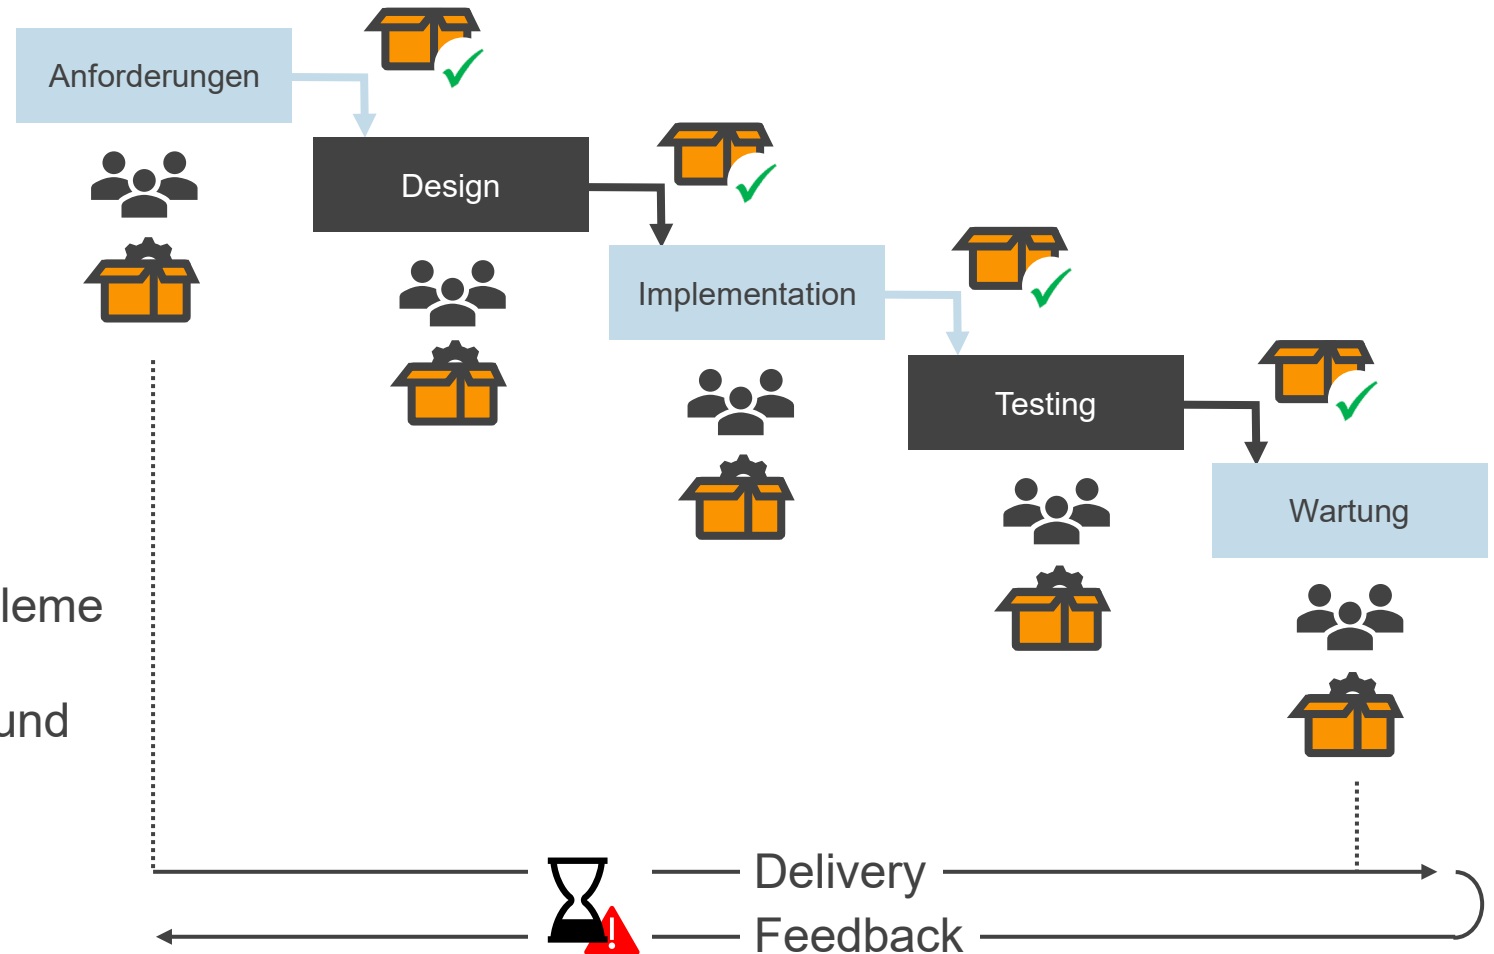 Anforderungen
Design
Implementation
Testing
Wartung
leme
und
Delivery
Feedback